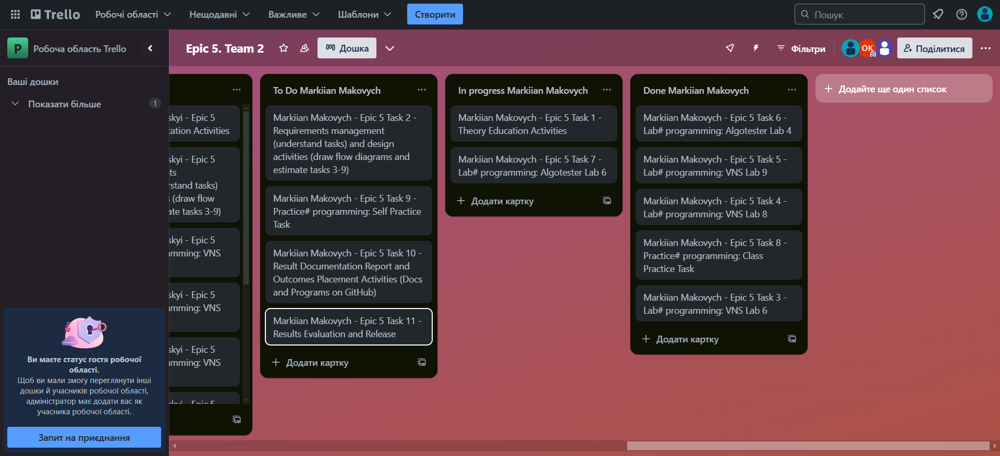 Trello
Робочі області
Нещодавні
Важливе
Шаблони
Створити
Пошук
P
Робоча область Trello
Epic 5. Team 2
Дошка
Фільтри
OK
Поділитися
Ваші дошки
Показати більше
1
Ви маєте статус гостя робочої
області.
Щоб ви мали змогу переглянути інші
дошки й учасників робочої області,
адміністратор має додати вас як
учасника робочої області.
Запит на приєднання
skyi - Epic 5
cation Activities
skyi - Epic 5
ts
rstand tasks)
s (draw flow
ate tasks 3-9)
skyi - Epic 5
amming: VNS
skyi - Epic 5
amming: VNS
skyi - Epic 5
amming: VNS
skyi - Epic 5
To Do Markiian Makovych
Markiian Makovych - Epic 5 Task 2 -
Requirements management
(understand tasks) and design
activities (draw flow diagrams and
estimate tasks 3-9)
Markiian Makovych - Epic 5 Task 9 -
Practice# programming: Self Practice
Task
Markiian Makovych - Epic 5 Task 10 -
Result Documentation Report and
Outcomes Placement Activities (Docs
and Programs on GitHub)
Markiian Makovych - Epic 5 Task 11 -
Results Evaluation and Release
Додати картку
In progress Markiian Makovych
Markiian Makovych - Epic 5 Task 1 -
Theory Education Activities
Markiian Makovych - Epic 5 Task 7 -
Lab# programming: Algotester Lab 6
Додати картку
Done Markiian Makovych
Markiian Makovych - Epic 5 Task 6 -
Lab# programming: Algotester Lab 4
Markiian Makovych - Epic 5 Task 5 -
Lab# programming: VNS Lab 9
Markiian Makovych - Epic 5 Task 4 -
Lab# programming: VNS Lab 8
Markiian Makovych - Epic 5 Task 8 -
Practice# programming: Class
Practice Task
Markiian Makovych - Epic 5 Task 3 -
Lab# programming: VNS Lab 6
Додати картку
Додайте ще один список